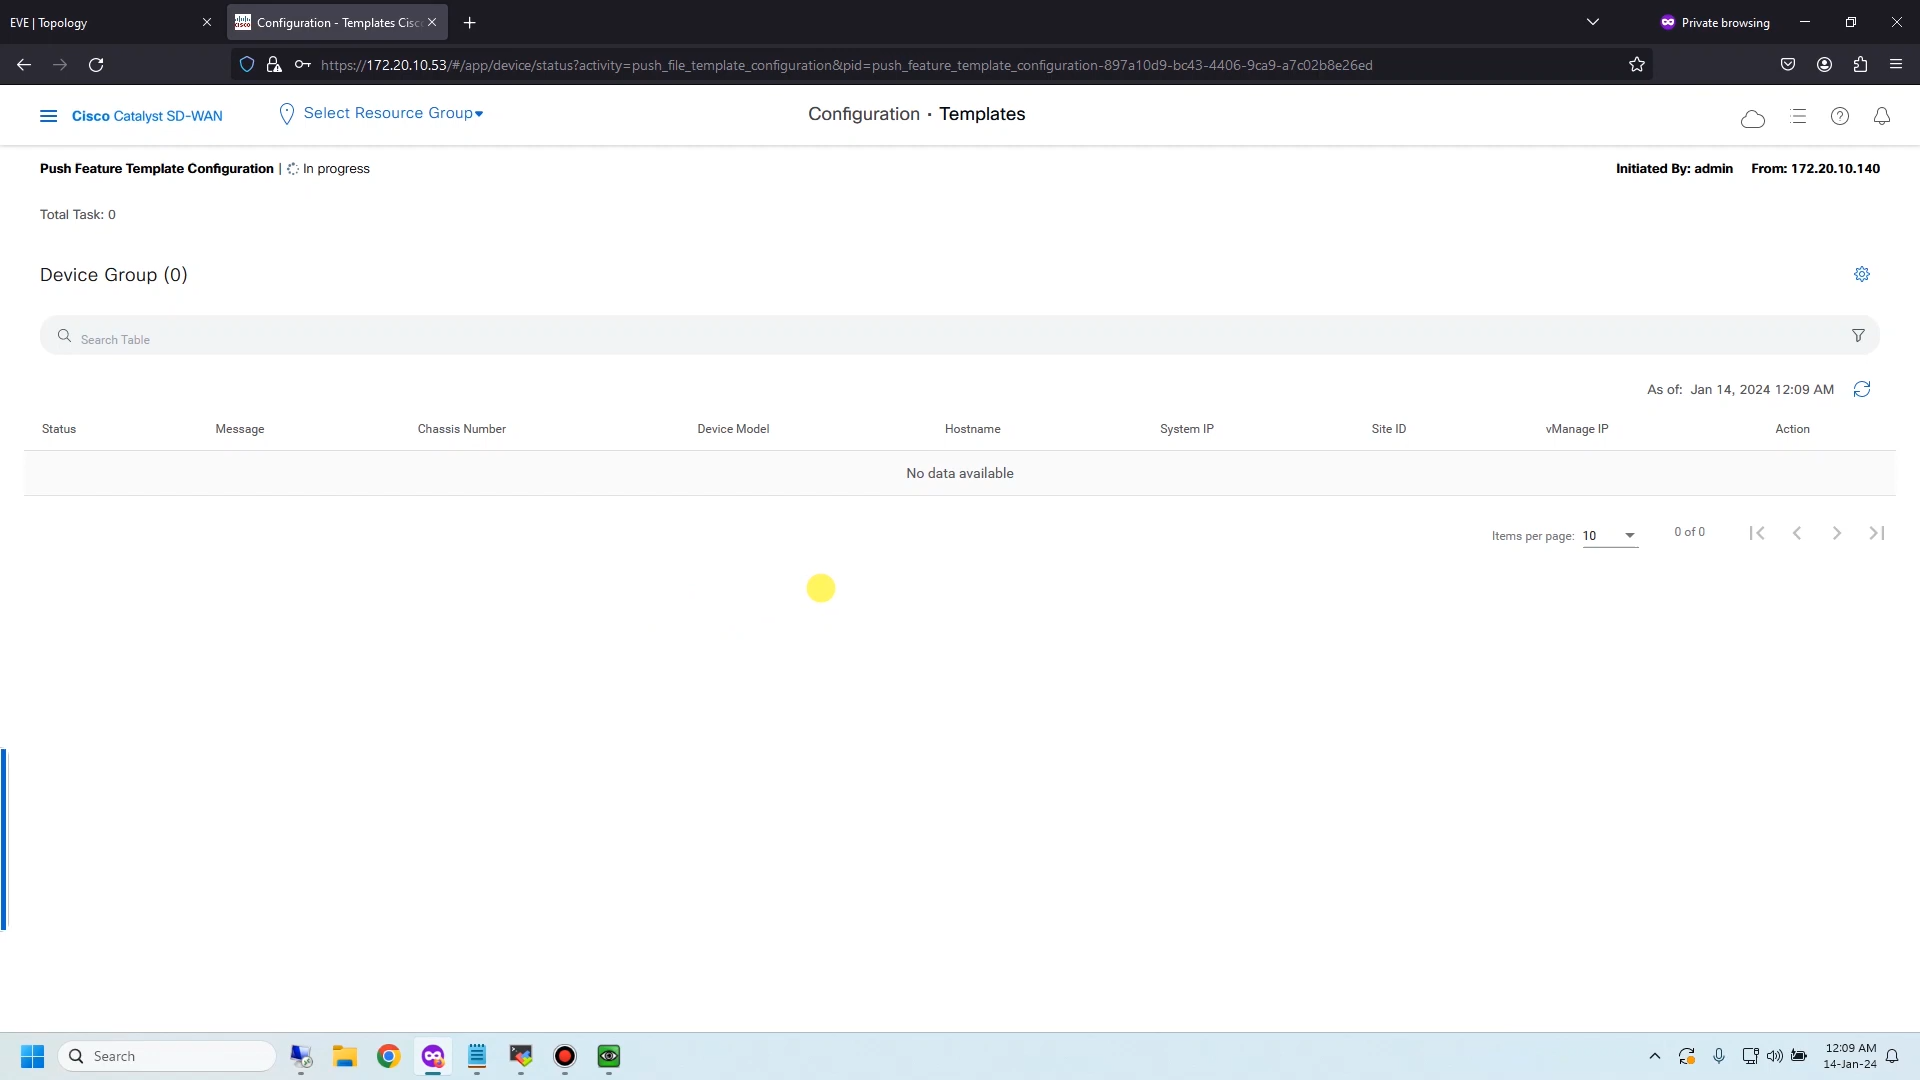 EVE | Topology
Configuration - Templates Cisc
Private browsing
https://172.20.10.53/#/app/device/status?activity=push_file_template_configuration&pid=push_feature_template_configuration-897a10d9-bc43-4406-9ca9-a7c02b8e26ed
Cisco Catalyst SD-WAN
Select Resource Group
Configuration · Templates
Push Feature Template Configuration | In progress
Initiated By: admin From: 172.20.10.140
Total Task: 0
Device Group (0)
Search Table
As of: Jan 14, 2024 12:09 AM
Status Message Chassis Number Device Model Hostname System IP Site ID vManage IP Action
No data available
Items per page: 10 0 of 0
Search
12:09 AM
14-Jan-24